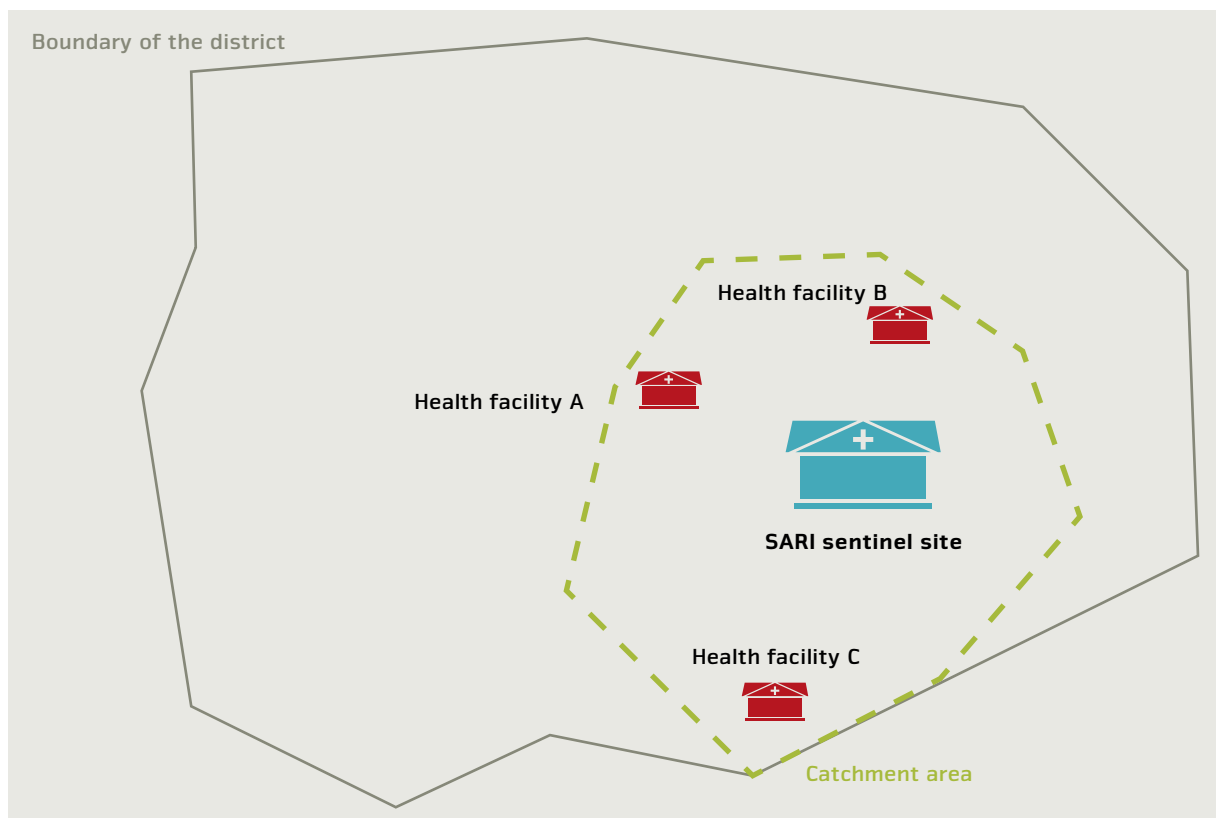 Boundary of the district
Health facility B
Health facility A
SARI sentinel site
Health facility C
Catchment area